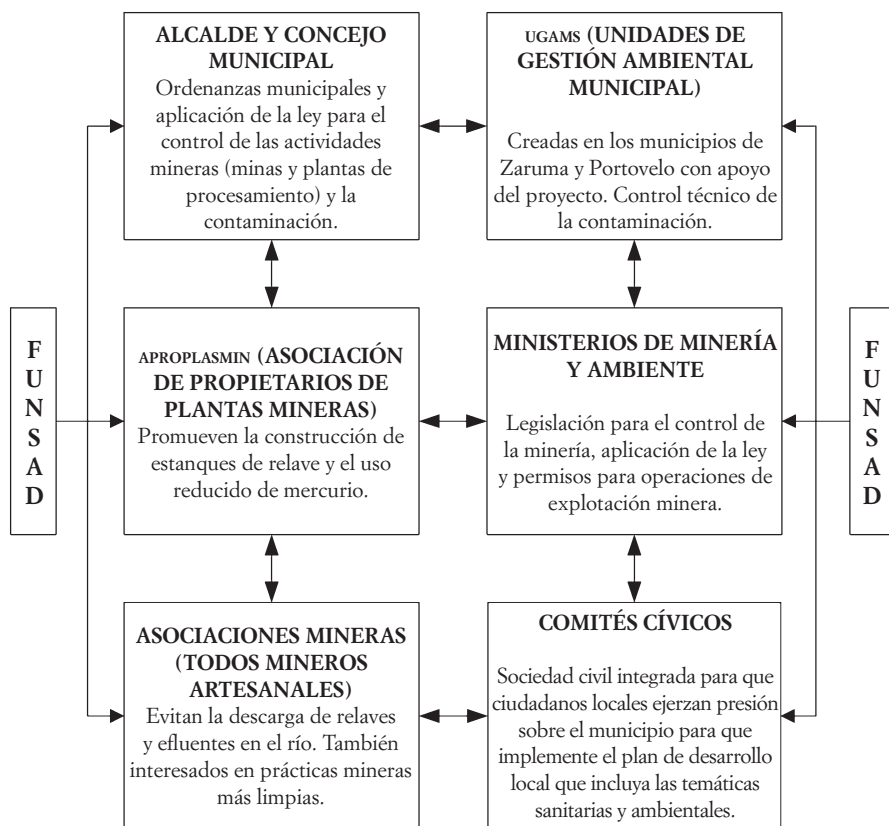 ALCALDE Y CONCEJO
MUNICIPAL
Ordenanzas municipales y
aplicación de la ley para el
control de las actividades
mineras (minas y plantas de
procesamiento) y la
contaminación.
UGAMS (UNIDADES DE
GESTIÓN AMBIENTAL
MUNICIPAL)
Creadas en los municipios de
Zaruma y Portovelo con apoyo
del proyecto. Control técnico de
la contaminación.
F
U
N
S
A
D
APROPLASMIN (ASOCIACIÓN
DE PROPIETARIOS DE
PLANTAS MINERAS)
Promueven la construcción de
estanques de relave y el uso
reducido de mercurio.
MINISTERIOS DE MINERÍA
Y AMBIENTE
Legislación para el control de
la minería, aplicación de la ley
y permisos para operaciones de
explotación minera.
F
U
N
S
A
D
ASOCIACIONES MINERAS
(TODOS MINEROS
ARTESANALES)
Evitan la descarga de relaves
y efluentes en el río. También
interesados en prácticas mineras
más limpias.
COMITÉS CÍVICOS
Sociedad civil integrada para que
ciudadanos locales ejerzan presión
sobre el municipio para que
implemente el plan de desarrollo
local que incluya las temáticas
sanitarias y ambientales.